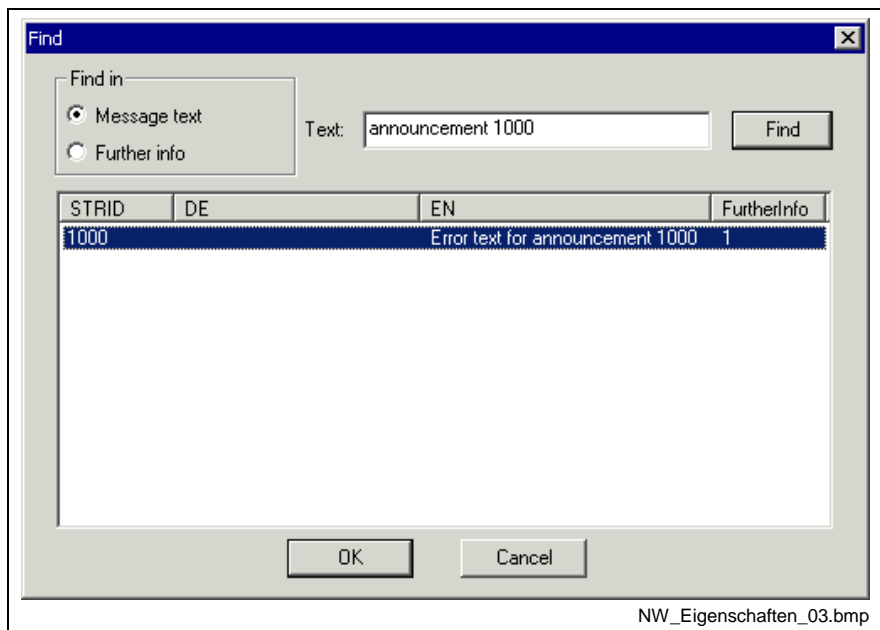 Find
Find in
Message text
Further info
Text: announcement 1000 Find
STRID DE EN FurtherInfo
1000 Error text for announcement 1000 1
OK Cancel
NW_Eigenschaften_03.bmp